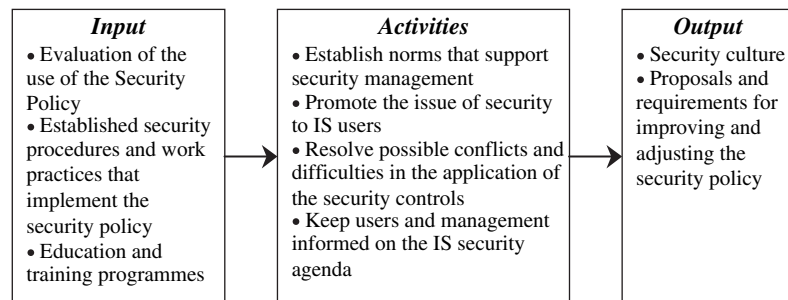 Input
• Evaluation of the
use of the Security
Policy
• Established security
procedures and work
practices that
implement the
security policy
• Education and
training programmes
Activities
• Establish norms that support
security management
• Promote the issue of security
to IS users
• Resolve possible conflicts and
difficulties in the application of
the security controls
• Keep users and management
informed on the IS security
agenda
Output
• Security culture
• Proposals and
requirements for
improving and
adjusting the
security policy